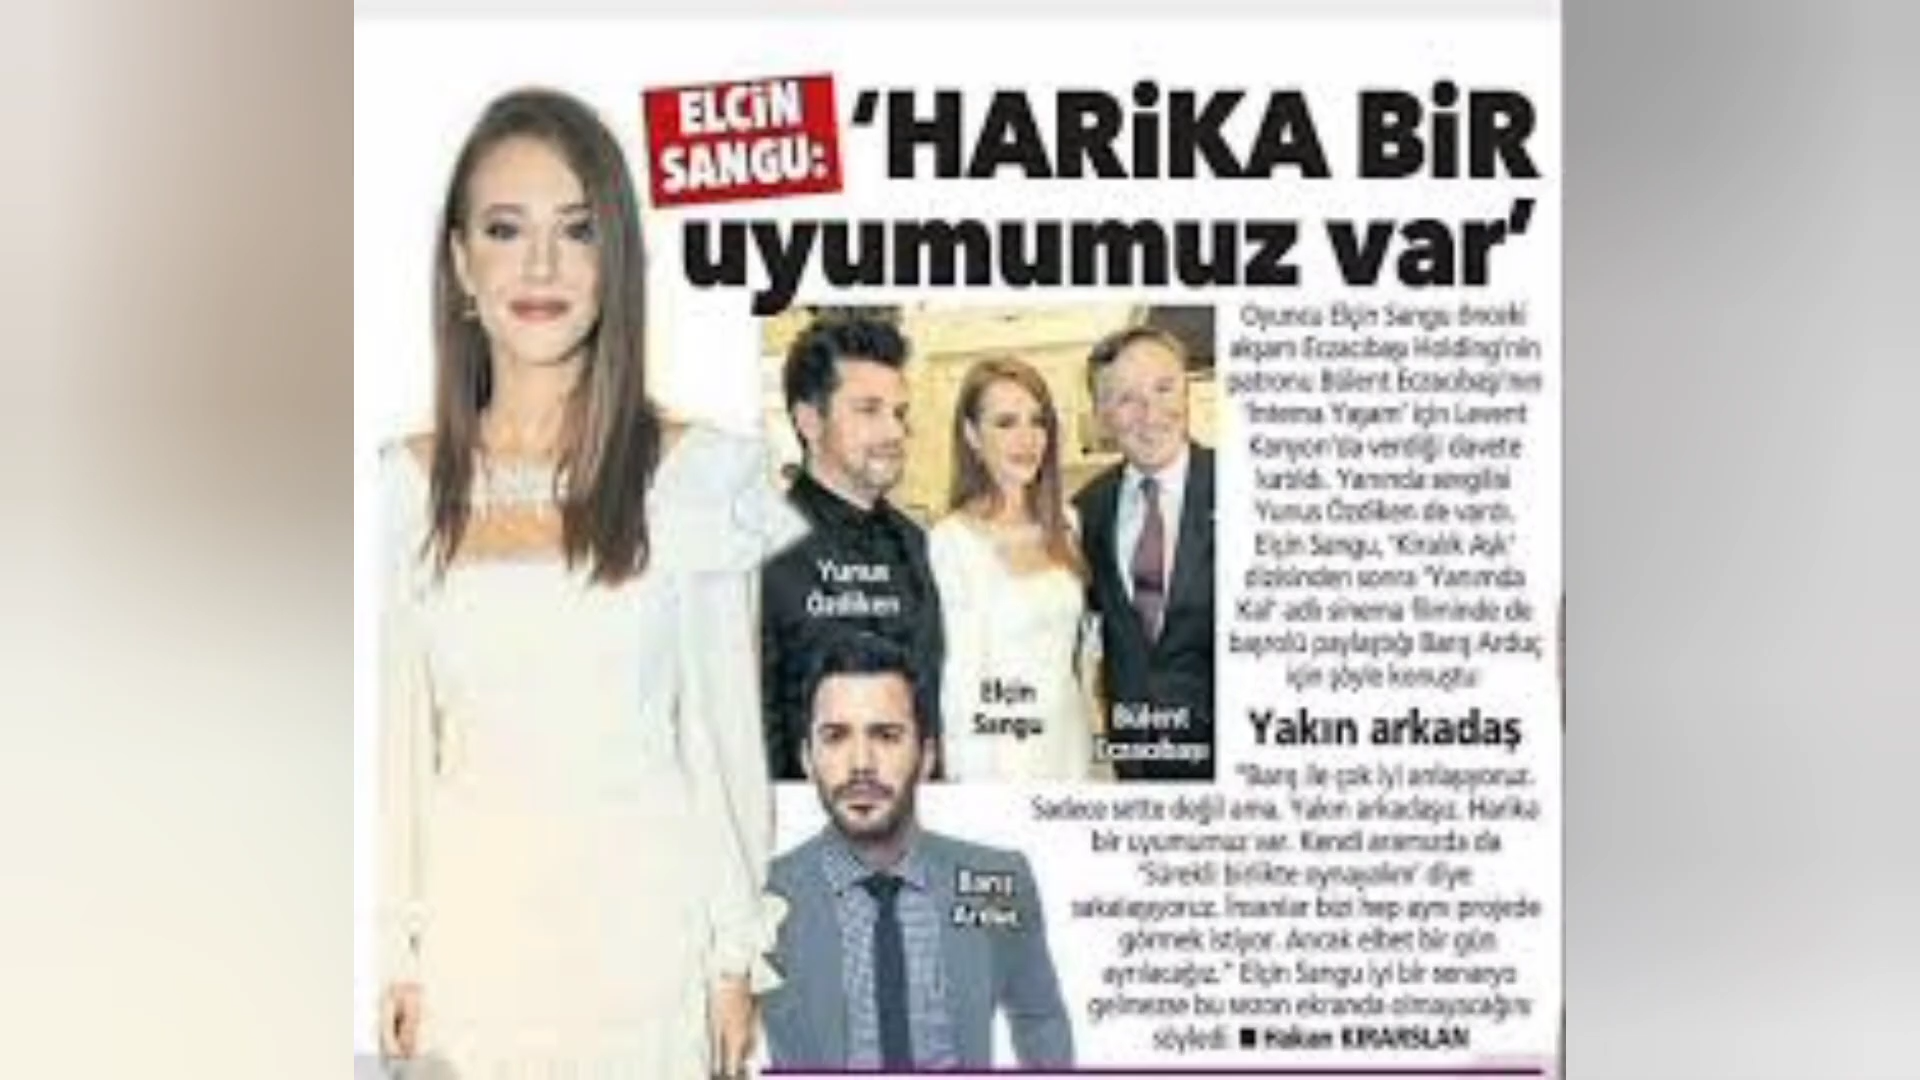 ELÇİN
SANGU:
'HARİKA BİR
uyumumuz var'
Oyuncu Elçin Sangu önceki
akşam Eczacıbaşı Holding'nin
patronu Bülent Eczacıbaşı'nın
'İntema Yaşam' için Levent
Kanyon'da verdiği davete
katıldı. Yanında sevgilisi
Yunus Özdiken de vardı.
Elçin Sangu, 'Kiralık Aşk'
dizisinden sonra 'Yanımda
Kal' adlı sinema filminde de
başrolü paylaştığı Barış Arduç
için şöyle konuştu:
Yunus
Özdiken
Elçin
Sangu
Bülent
Eczacıbaşı
Barış
Arduç
Yakın arkadaş
"Barış ile çok iyi anlaşıyoruz.
Sadece sette değil ama. Yakın arkadaşız. Harika
bir uyumumuz var. Kendi aramızda da
'Sürekli birlikte oynayalım' diye
şakalaşıyoruz. İnsanlar bizi hep aynı projede
görmek istiyor. Ancak elbet bir gün
ayrılacağız." Elçin Sangu iyi bir senaryo
gelmezse bu sezon ekranda olmayacağını
söyledi. ■ Hakan KIRARSLAN